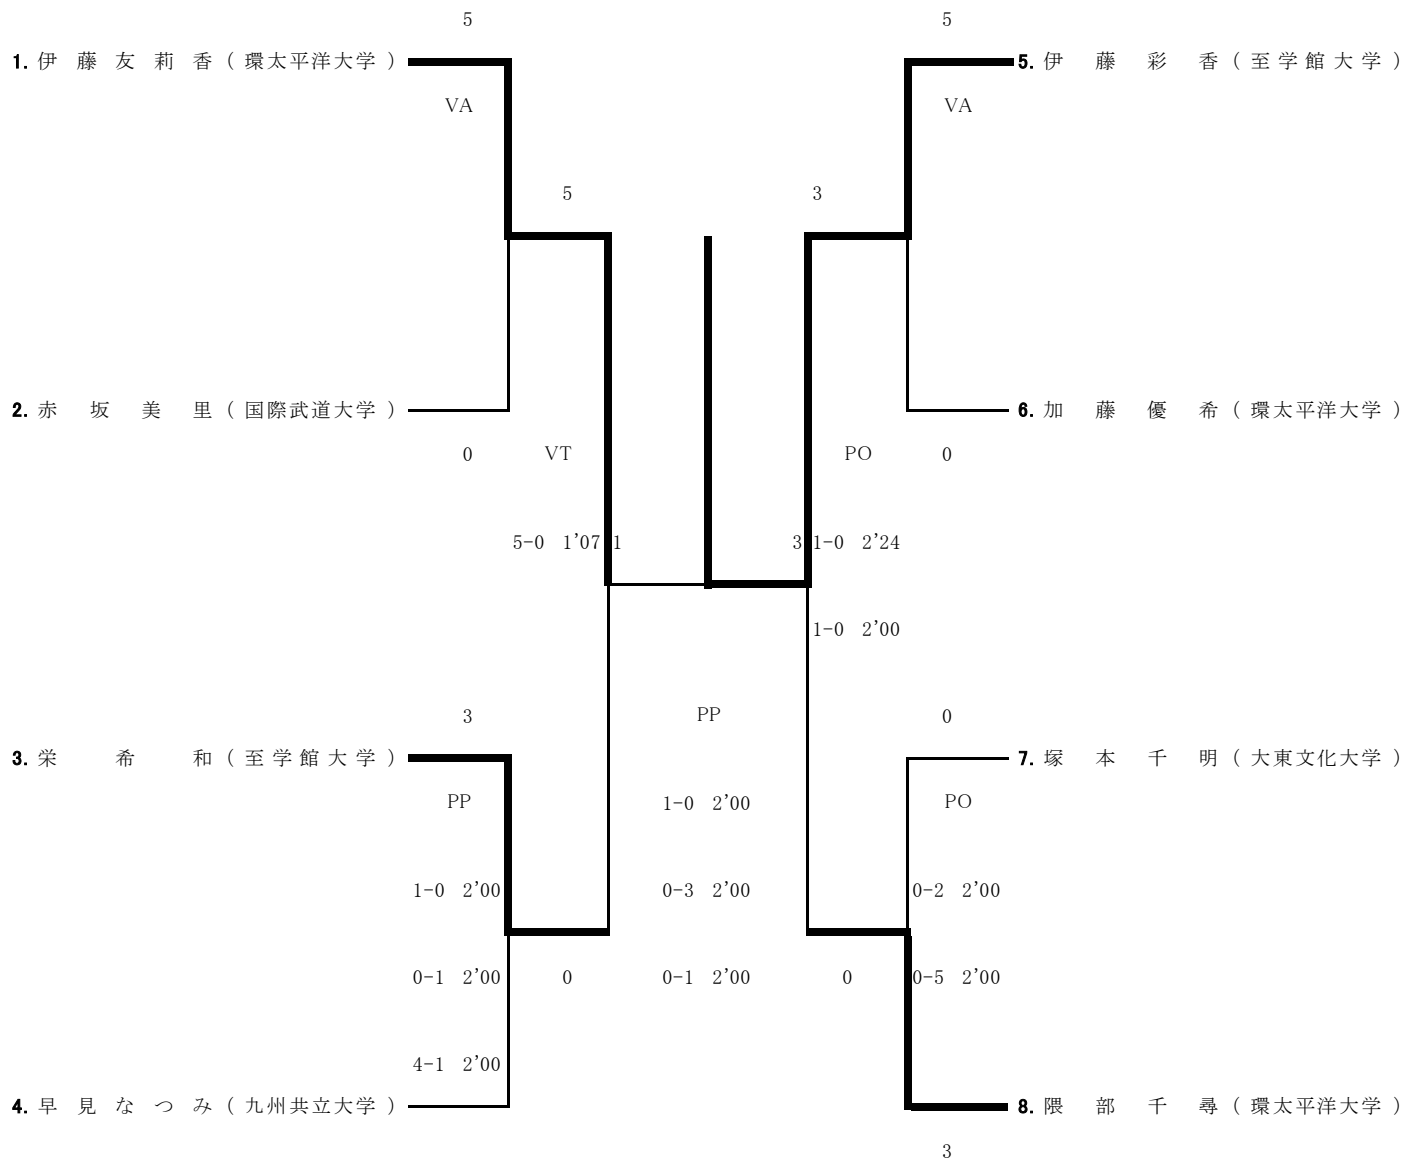 5 5
1. 伊藤友莉香(環太平洋大学) 5. 伊藤彩香(至学館大学)
VA VA
5 3
2. 赤坂美里(国際武道大学) 6. 加藤優希(環太平洋大学)
0 VT PO 0
5-0 1’07 1 3 1-0 2’24
1-0 2’00
3 PP 0
3. 栄希和(至学館大学) 7. 塚本千明(大東文化大学)
PP 1-0 2’00 PO
1-0 2’00 0-3 2’00 0-2 2’00
0-1 2’00 0 0-1 2’00 0 0-5 2’00
4-1 2’00
4. 早見なつみ(九州共立大学) 8. 隈部千尋(環太平洋大学)
3